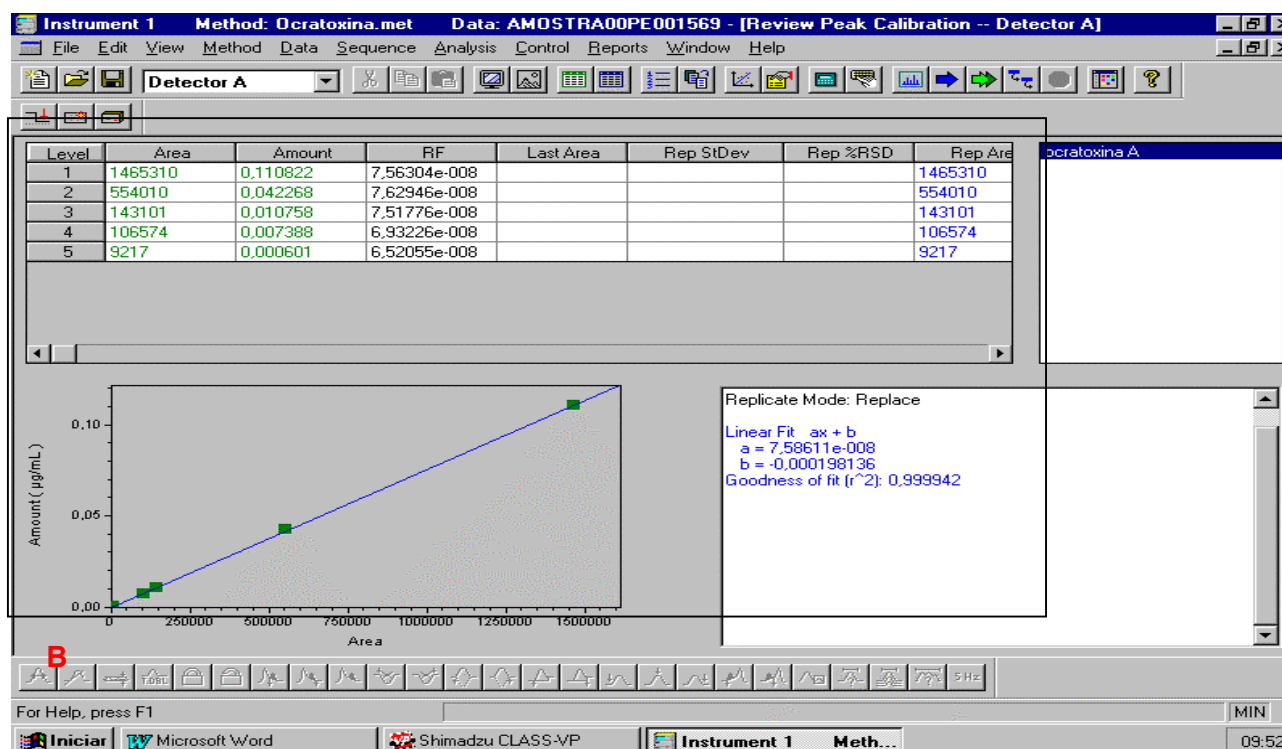 Instrument 1 Method: Ocratoxina.met Data: AMOSTRA00PE001569 - [Review Peak Calibration -- Detector A]
File Edit View Method Data Sequence Analysis Control Reports Window Help
Detector A
Level Area Amount RF Last Area Rep StDev Rep %RSD Rep Are
1 1465310 0,110822 7,56304e-008 1465310
2 554010 0,042268 7,62946e-008 554010
3 143101 0,010758 7,51776e-008 143101
4 106574 0,007388 6,93226e-008 106574
5 9217 0,000601 6,52055e-008 9217
ocratoxina A
Amount ( µg/mL )
0,10
0,05
0,00
0 250000 500000 750000 1000000 1250000 1500000
Area
Replicate Mode: Replace
Linear Fit ax + b
a = 7,58611e-008
b = -0,000198136
Goodness of fit (r^2): 0,999942
B
5 Hz
For Help, press F1
MIN
Iniciar Microsoft Word Shimadzu CLASS-VP Instrument 1 Meth...
09:52